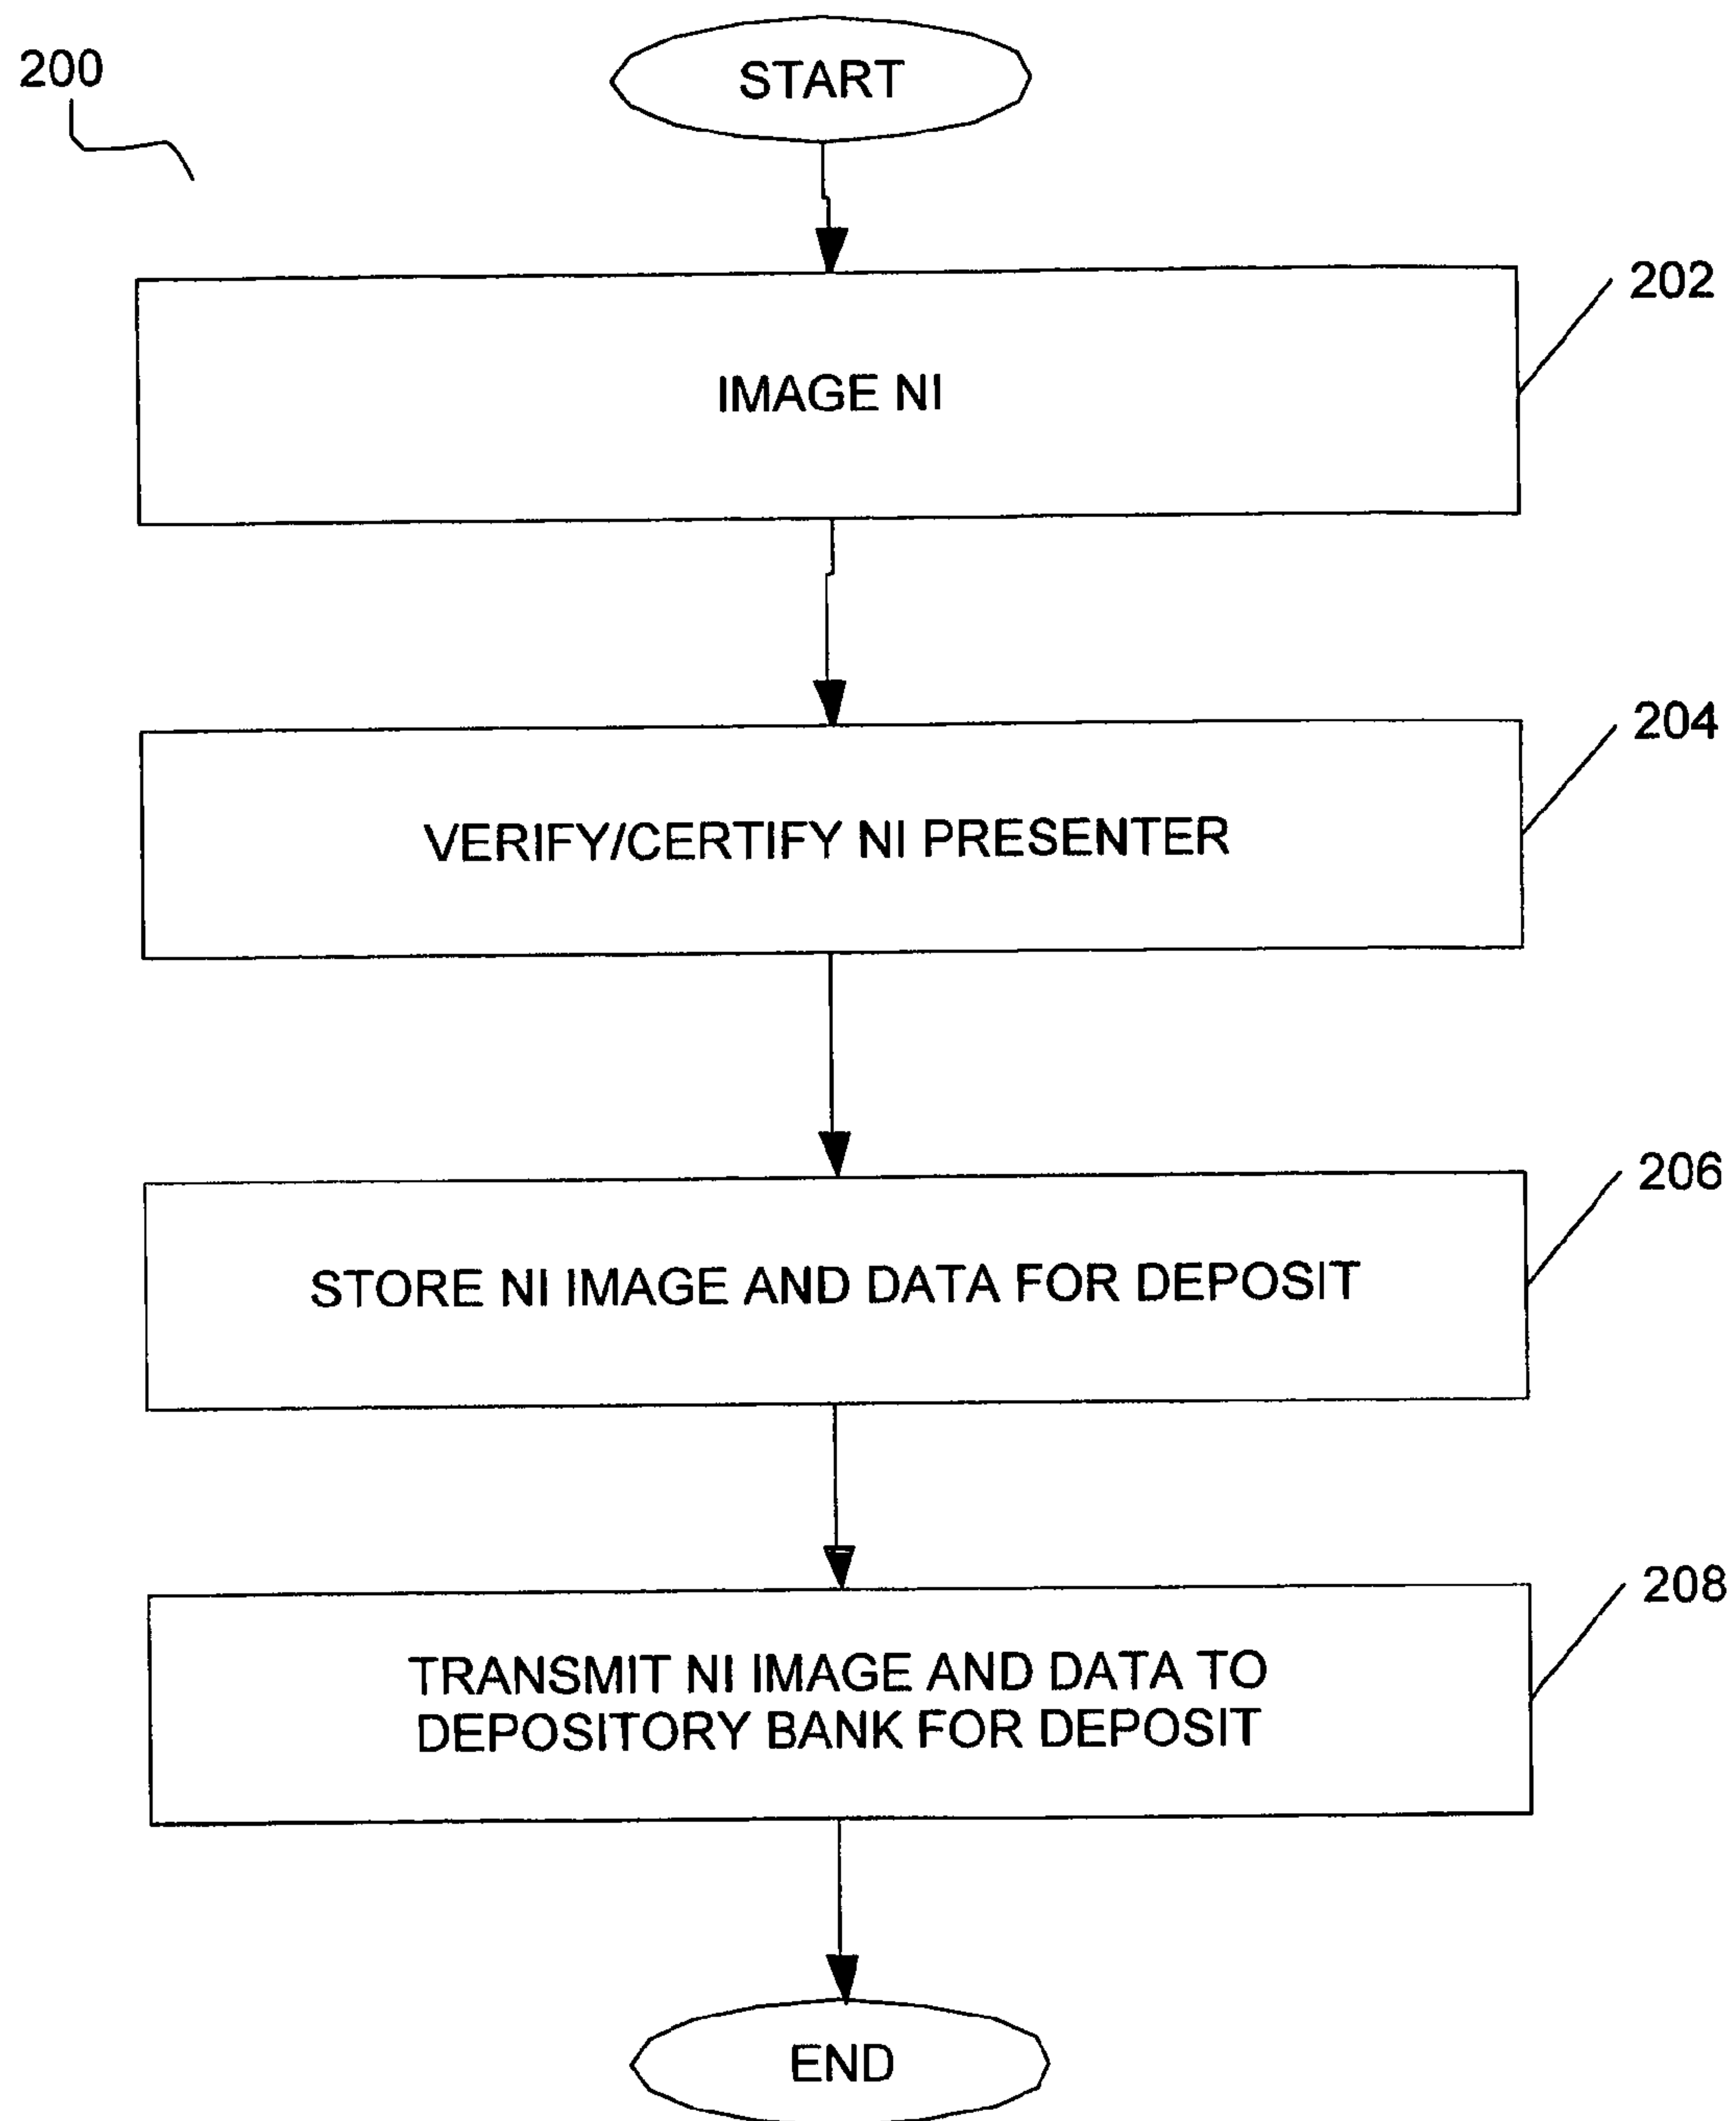 200
START
202
IMAGE NI
204
VERIFY/CERTIFY NI PRESENTER
206
STORE NI IMAGE AND DATA FOR DEPOSIT
208
TRANSMIT NI IMAGE AND DATA TO
DEPOSITORY BANK FOR DEPOSIT
END